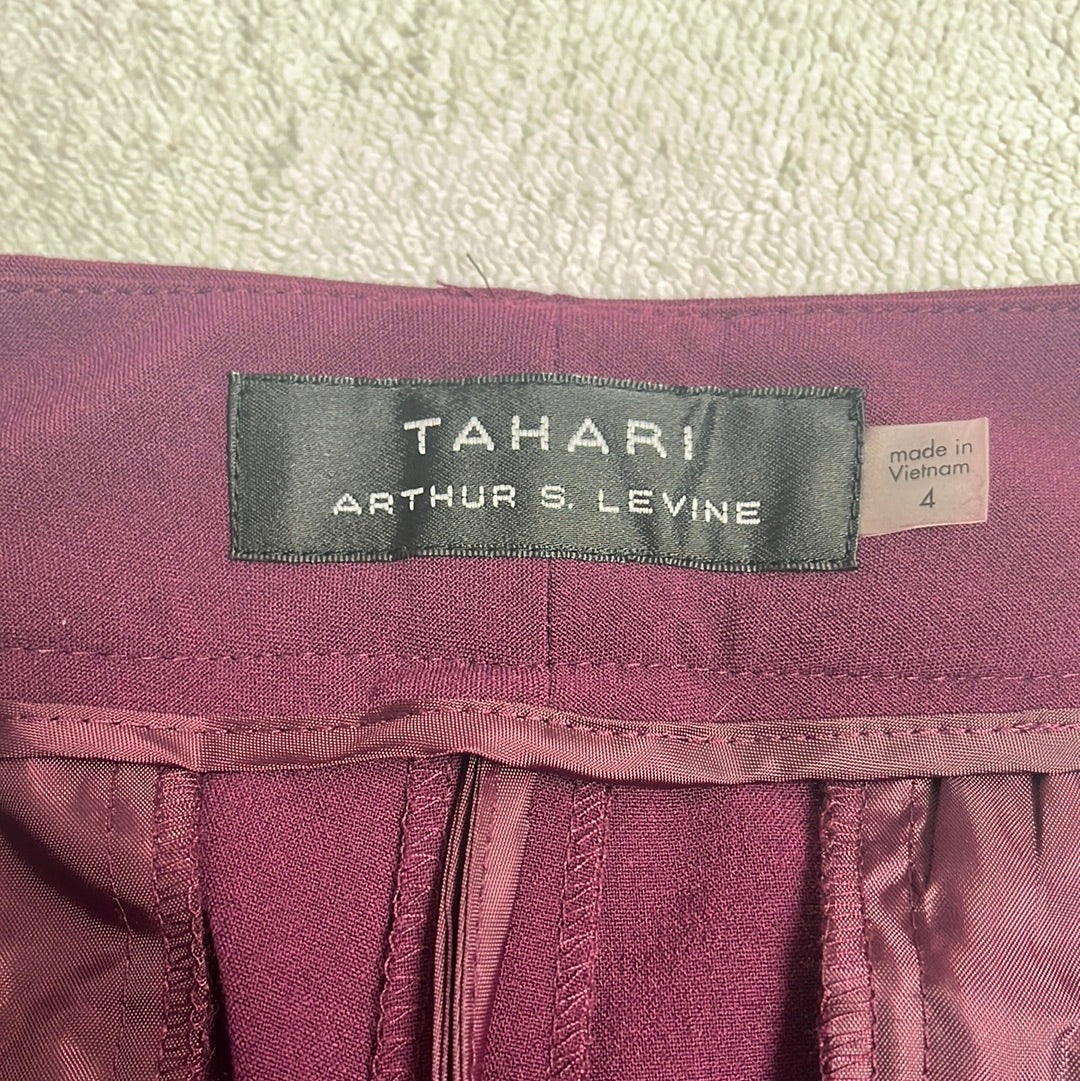 TAHARI
ARTHUR S. LEVINE
made in
Vietnam
4